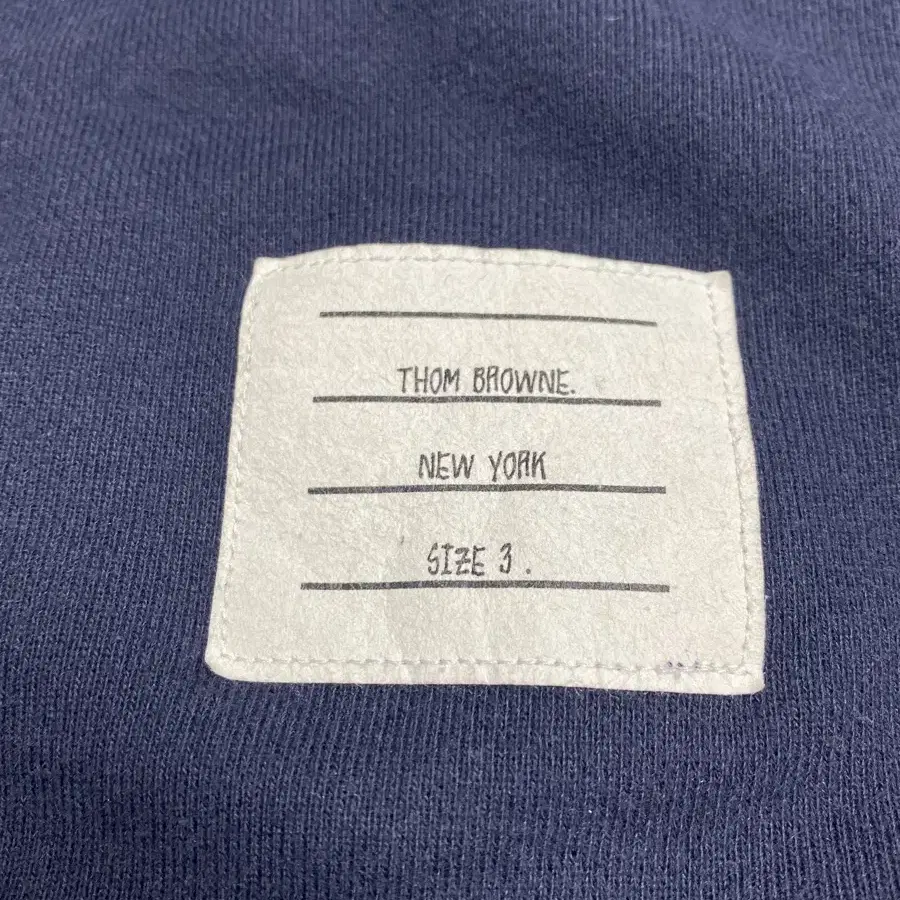 THOM BROWNE.
NEW YORK
SIZE 3 .